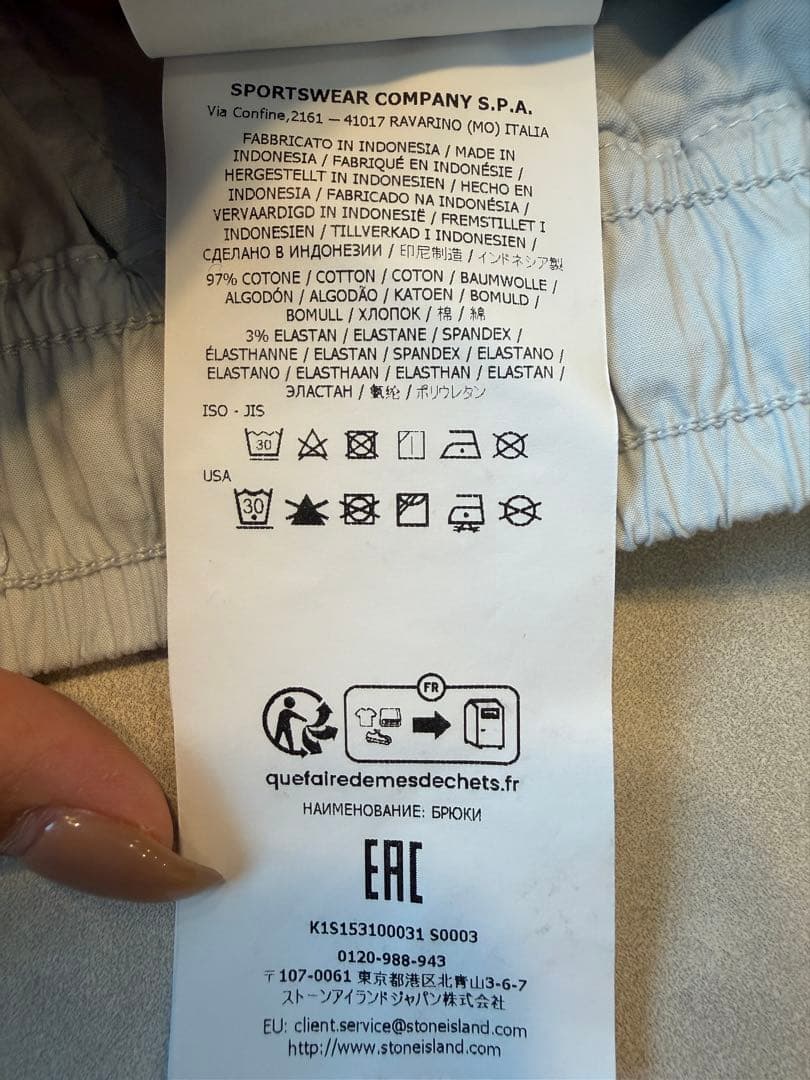 SPORTSWEAR COMPANY S.P.A.
Via Confine,2161 — 41017 RAVARINO (MO) ITALIA
FABBRICATO IN INDONESIA / MADE IN
INDONESIA / FABRIQUÉ EN INDONÉSIE /
HERGESTELLT IN INDONESIEN / HECHO EN
INDONESIA / FABRICADO NA INDONÉSIA /
VERVAARDIGD IN INDONESIË / FREMSTILLET I
INDONESIEN / TILLVERKAD I INDONESIEN /
СДЕЛАНО В ИНДОНЕЗИИ / 印尼制造 / インドネシア製
97% COTONE / COTTON / COTON / BAUMWOLLE /
ALGODÓN / ALGODÃO / KATOEN / BOMULD /
BOMULL / ХЛОПОК / 棉 / 綿
3% ELASTAN / ELASTANE / SPANDEX /
ÉLASTHANNE / ELASTAN / SPANDEX / ELASTANO /
ELASTANO / ELASTHAAN / ELASTHAN / ELASTAN /
ЭЛАСТАН / 氨纶 / ポリウレタン
ISO - JIS
30
USA
30
FR
quefairedemesdechets.fr
НАИМЕНОВАНИЕ: БРЮКИ
EAC
K1S153100031 S0003
0120-988-943
〒107-0061 東京都港区北青山3-6-7
ストーンアイランドジャパン株式会社
EU: client.service@stoneisland.com
http://www.stoneisland.com